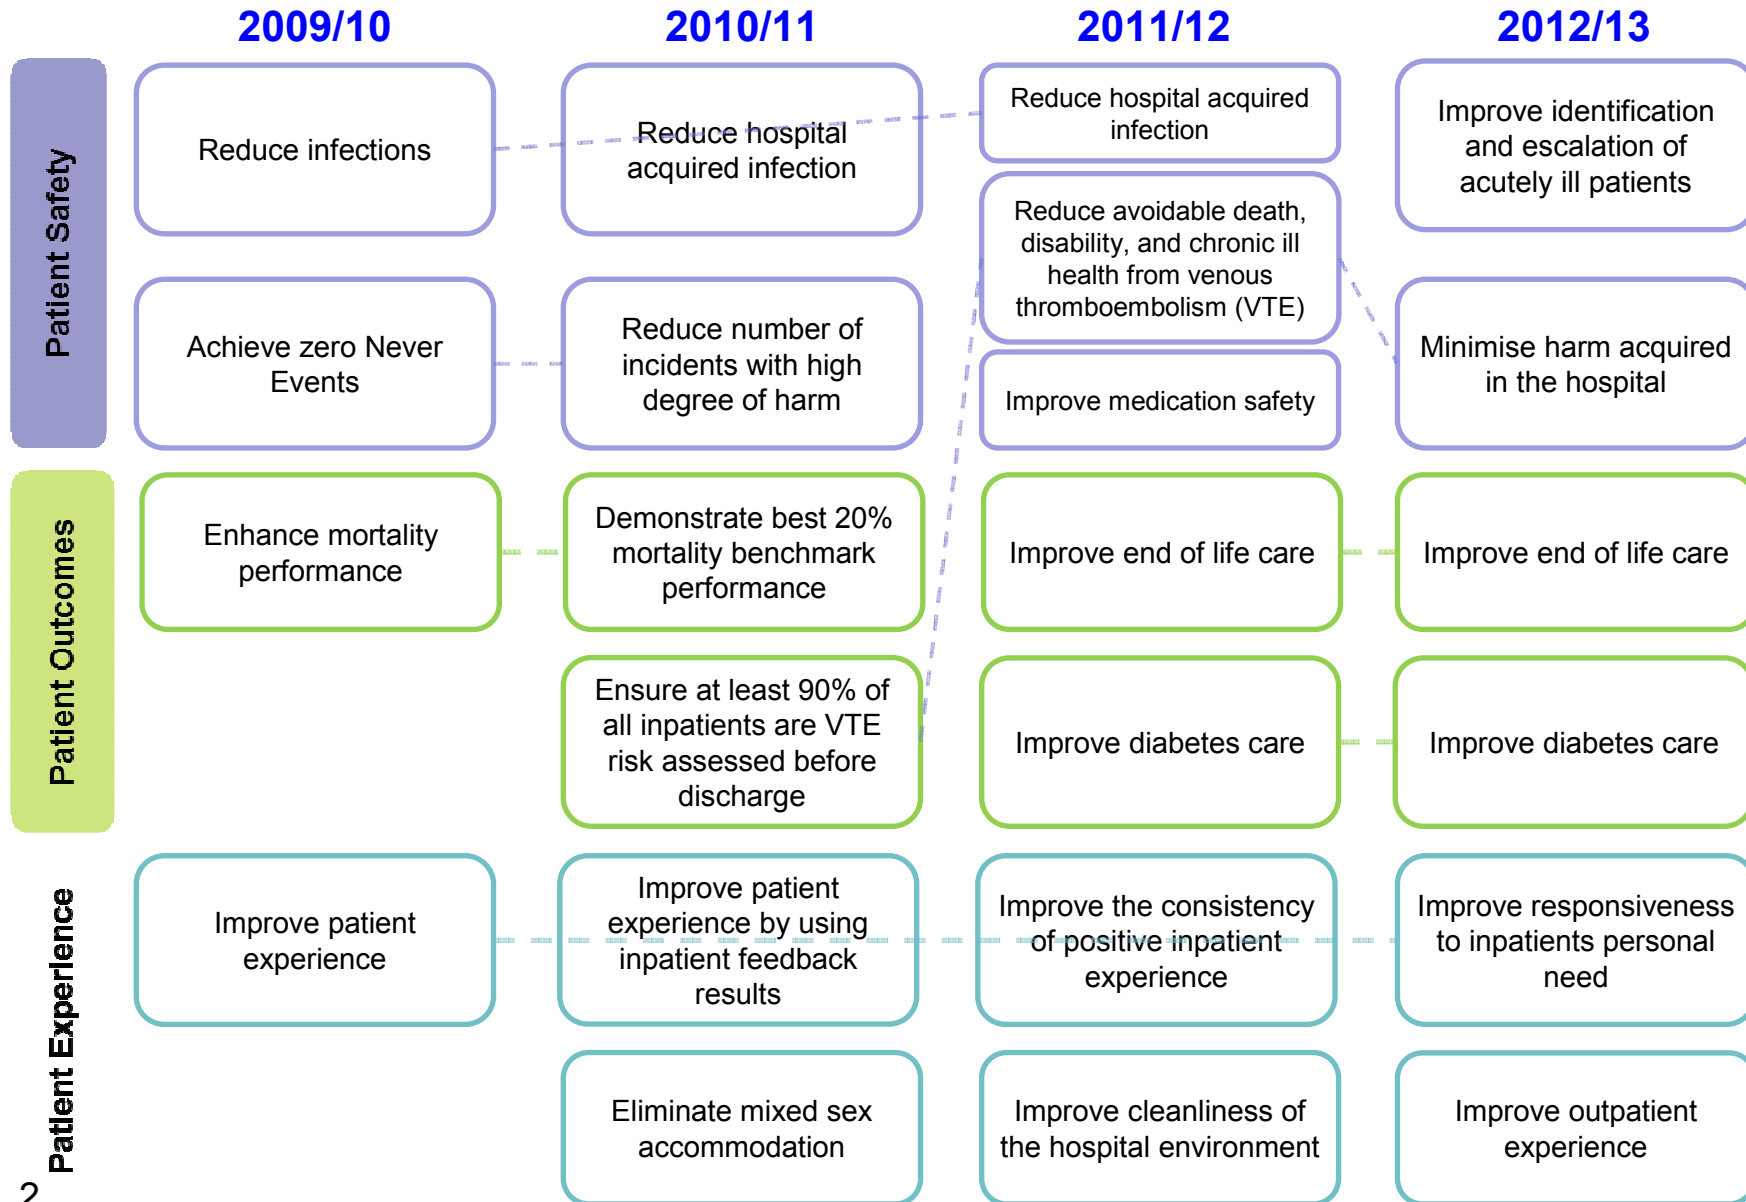 2009/10
2010/11
2011/12
2012/13
Patient Safety
Reduce infections
Reduce hospital
acquired infection
Reduce hospital acquired
infection
Improve identification
and escalation of
acutely ill patients
Reduce avoidable death,
disability, and chronic ill
health from venous
thromboembolism (VTE)
Achieve zero Never
Events
Reduce number of
incidents with high
degree of harm
Improve medication safety
Minimise harm acquired
in the hospital
Patient Outcomes
Enhance mortality
performance
Demonstrate best 20%
mortality benchmark
performance
Improve end of life care
Improve end of life care
Ensure at least 90% of
all inpatients are VTE
risk assessed before
discharge
Improve diabetes care
Improve diabetes care
Patient Experience
Improve patient
experience
Improve patient
experience by using
inpatient feedback
results
Improve the consistency
of positive inpatient
experience
Improve responsiveness
to inpatients personal
need
Eliminate mixed sex
accommodation
Improve cleanliness of
the hospital environment
Improve outpatient
experience
2